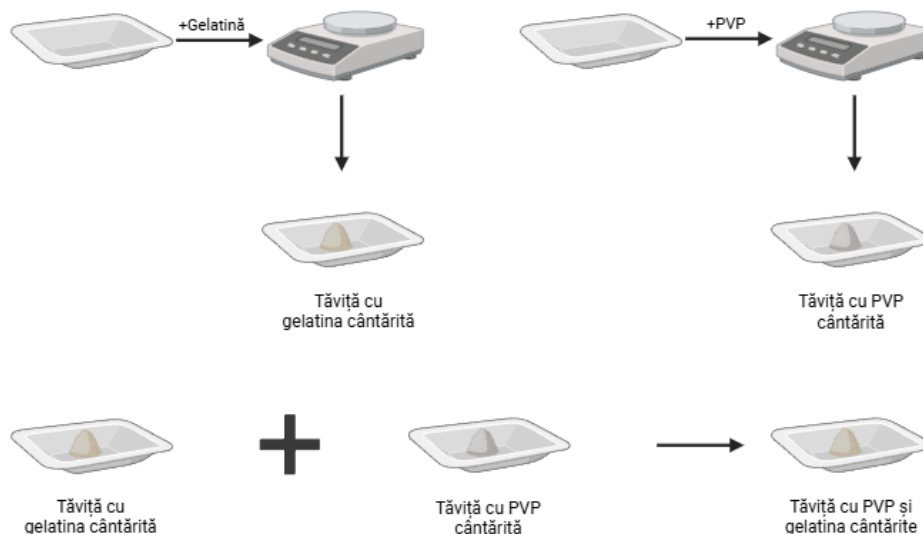 +Gelatină
+PVP
Tăviță cu
gelatina cântărită
Tăviță cu PVP
cântărită
Tăviță cu
gelatina cântărită
Tăviță cu PVP
cântărită
Tăviță cu PVP și
gelatina cântărite